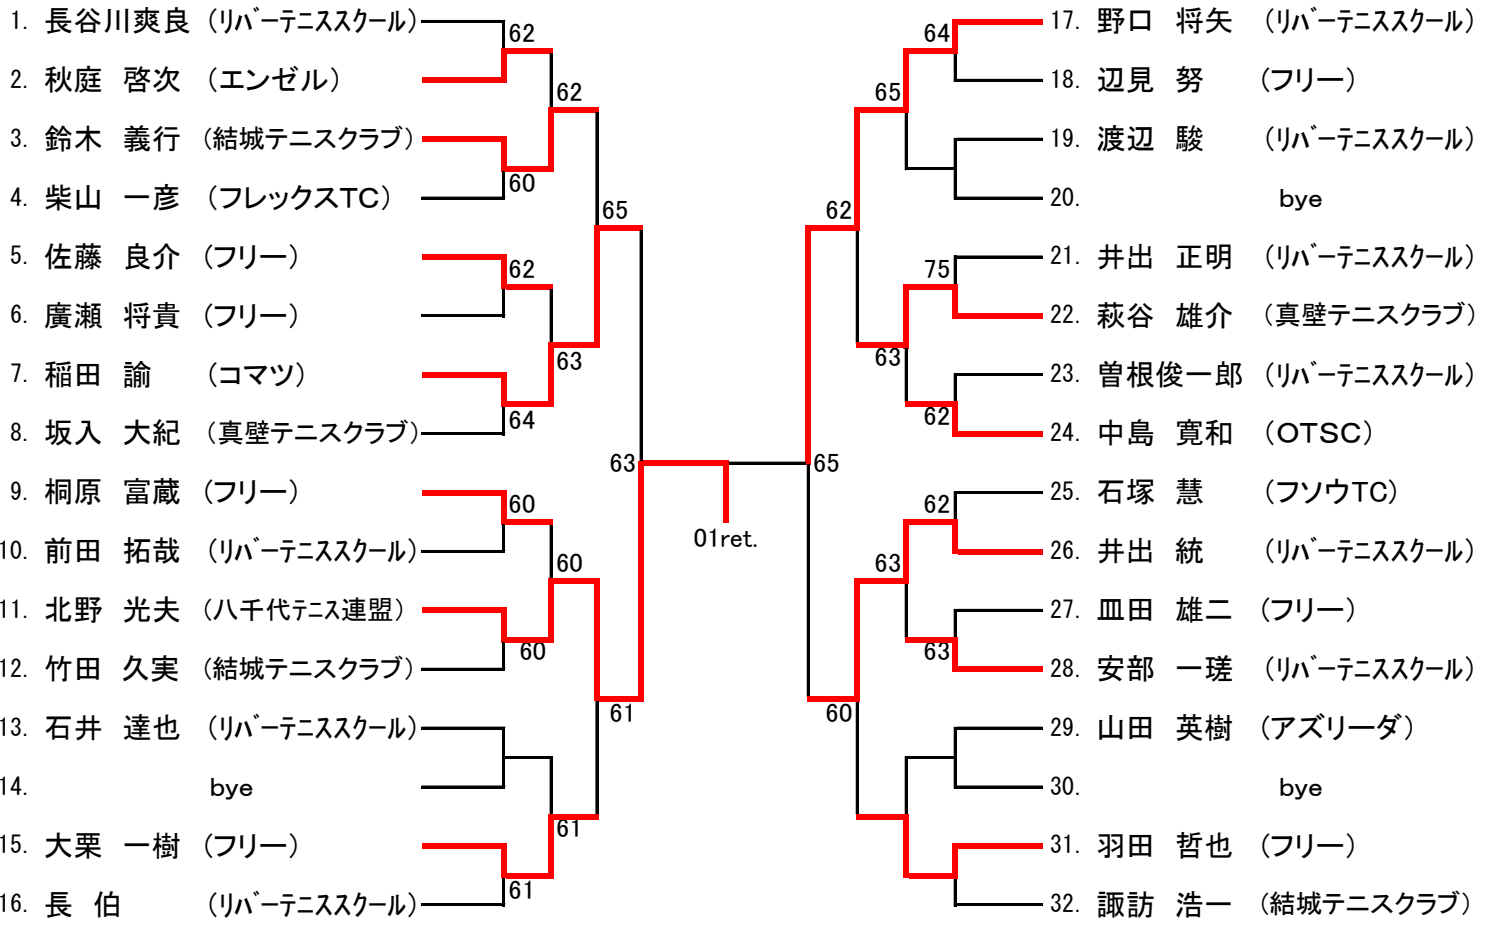 1. 長谷川爽良 (リバーテニススクール)
2. 秋庭 啓次 (エンゼル)
3. 鈴木 義行 (結城テニスクラブ)
4. 柴山 一彦 (フレックスTC)
5. 佐藤 良介 (フリー)
6. 廣瀬 将貴 (フリー)
7. 稲田 諭 (コマツ)
8. 坂入 大紀 (真壁テニスクラブ)
9. 桐原 富蔵 (フリー)
10. 前田 拓哉 (リバーテニススクール)
11. 北野 光夫 (八千代テニス連盟)
12. 竹田 久実 (結城テニスクラブ)
13. 石井 達也 (リバーテニススクール)
14. bye
15. 大栗 一樹 (フリー)
16. 長 伯 (リバーテニススクール)
62
60
62
64
60
60
61
62
63
60
61
65
61
63
01ret.
65
62
60
65
63
63
64
75
62
62
63
17. 野口 将矢 (リバーテニススクール)
18. 辺見 努 (フリー)
19. 渡辺 駿 (リバーテニススクール)
20. bye
21. 井出 正明 (リバーテニススクール)
22. 萩谷 雄介 (真壁テニスクラブ)
23. 曽根俊一郎 (リバーテニススクール)
24. 中島 寛和 (OTSC)
25. 石塚 慧 (フソウTC)
26. 井出 統 (リバーテニススクール)
27. 皿田 雄二 (フリー)
28. 安部 一瑳 (リバーテニススクール)
29. 山田 英樹 (アズリーダ)
30. bye
31. 羽田 哲也 (フリー)
32. 諏訪 浩一 (結城テニスクラブ)